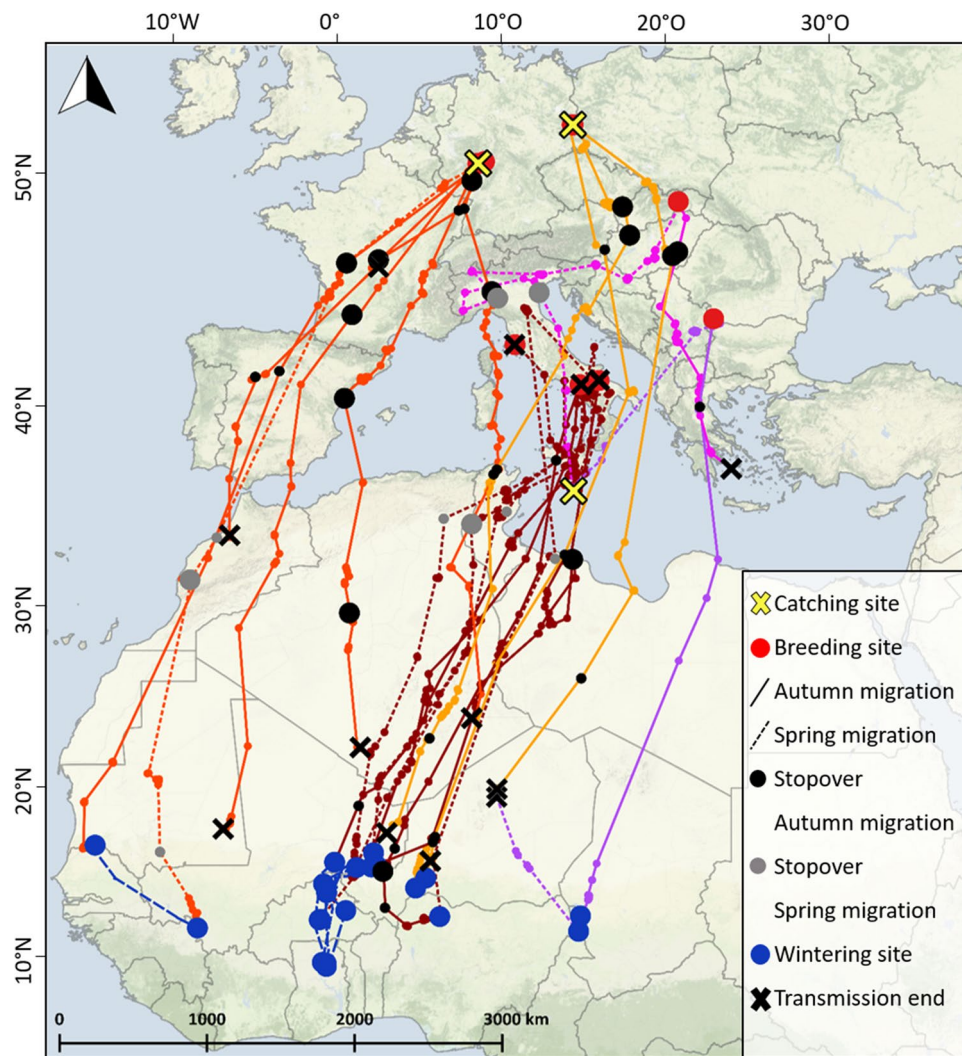 10°W 0° 10°0 E 20°E 30°E
50°N
40°N
30°N
20°N
10°N
Catching site
Breeding site
Autumn migration
Spring migration
Stopover
Autumn migration
Stopover
Spring migration
Wintering site
Transmission end
0 1000 2000 3000 km